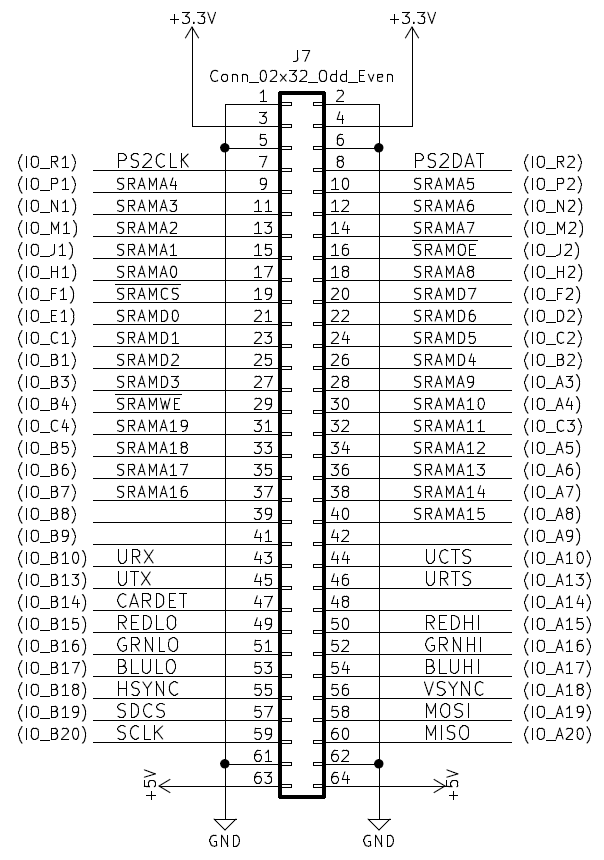 +3.3V +3.3V
J7
Conn_02x32_Odd_Even
1 2
3 4
5 6
(IO_R1) PS2CLK 7 8 PS2DAT (IO_R2)
(IO_P1) SRAMA4 9 10 SRAMA5 (IO_P2)
(IO_N1) SRAMA3 11 12 SRAMA6 (IO_N2)
(IO_M1) SRAMA2 13 14 SRAMA7 (IO_M2)
(IO_J1) SRAMA1 15 16 SRAMOE (IO_J2)
(IO_H1) SRAMA0 17 18 SRAMA8 (IO_H2)
(IO_F1) SRAMCS 19 20 SRAMD7 (IO_F2)
(IO_E1) SRAMD0 21 22 SRAMD6 (IO_D2)
(IO_C1) SRAMD1 23 24 SRAMD5 (IO_C2)
(IO_B1) SRAMD2 25 26 SRAMD4 (IO_B2)
(IO_B3) SRAMD3 27 28 SRAMA9 (IO_A3)
(IO_B4) SRAMWE 29 30 SRAMA10 (IO_A4)
(IO_C4) SRAMA19 31 32 SRAMA11 (IO_C3)
(IO_B5) SRAMA18 33 34 SRAMA12 (IO_A5)
(IO_B6) SRAMA17 35 36 SRAMA13 (IO_A6)
(IO_B7) SRAMA16 37 38 SRAMA14 (IO_A7)
(IO_B8) 39 40 SRAMA15 (IO_A8)
(IO_B9) 41 42 (IO_A9)
(IO_B10) URX 43 44 UCTS (IO_A10)
(IO_B13) UTX 45 46 URTS (IO_A13)
(IO_B14) CARDET 47 48 (IO_A14)
(IO_B15) REDLO 49 50 REDHI (IO_A15)
(IO_B16) GRNLO 51 52 GRNHI (IO_A16)
(IO_B17) BLULO 53 54 BLUHI (IO_A17)
(IO_B18) HSYNC 55 56 VSYNC (IO_A18)
(IO_B19) SDCS 57 58 MOSI (IO_A19)
(IO_B20) SCLK 59 60 MISO (IO_A20)
61 62
+5V 63 64 +5V
GND GND